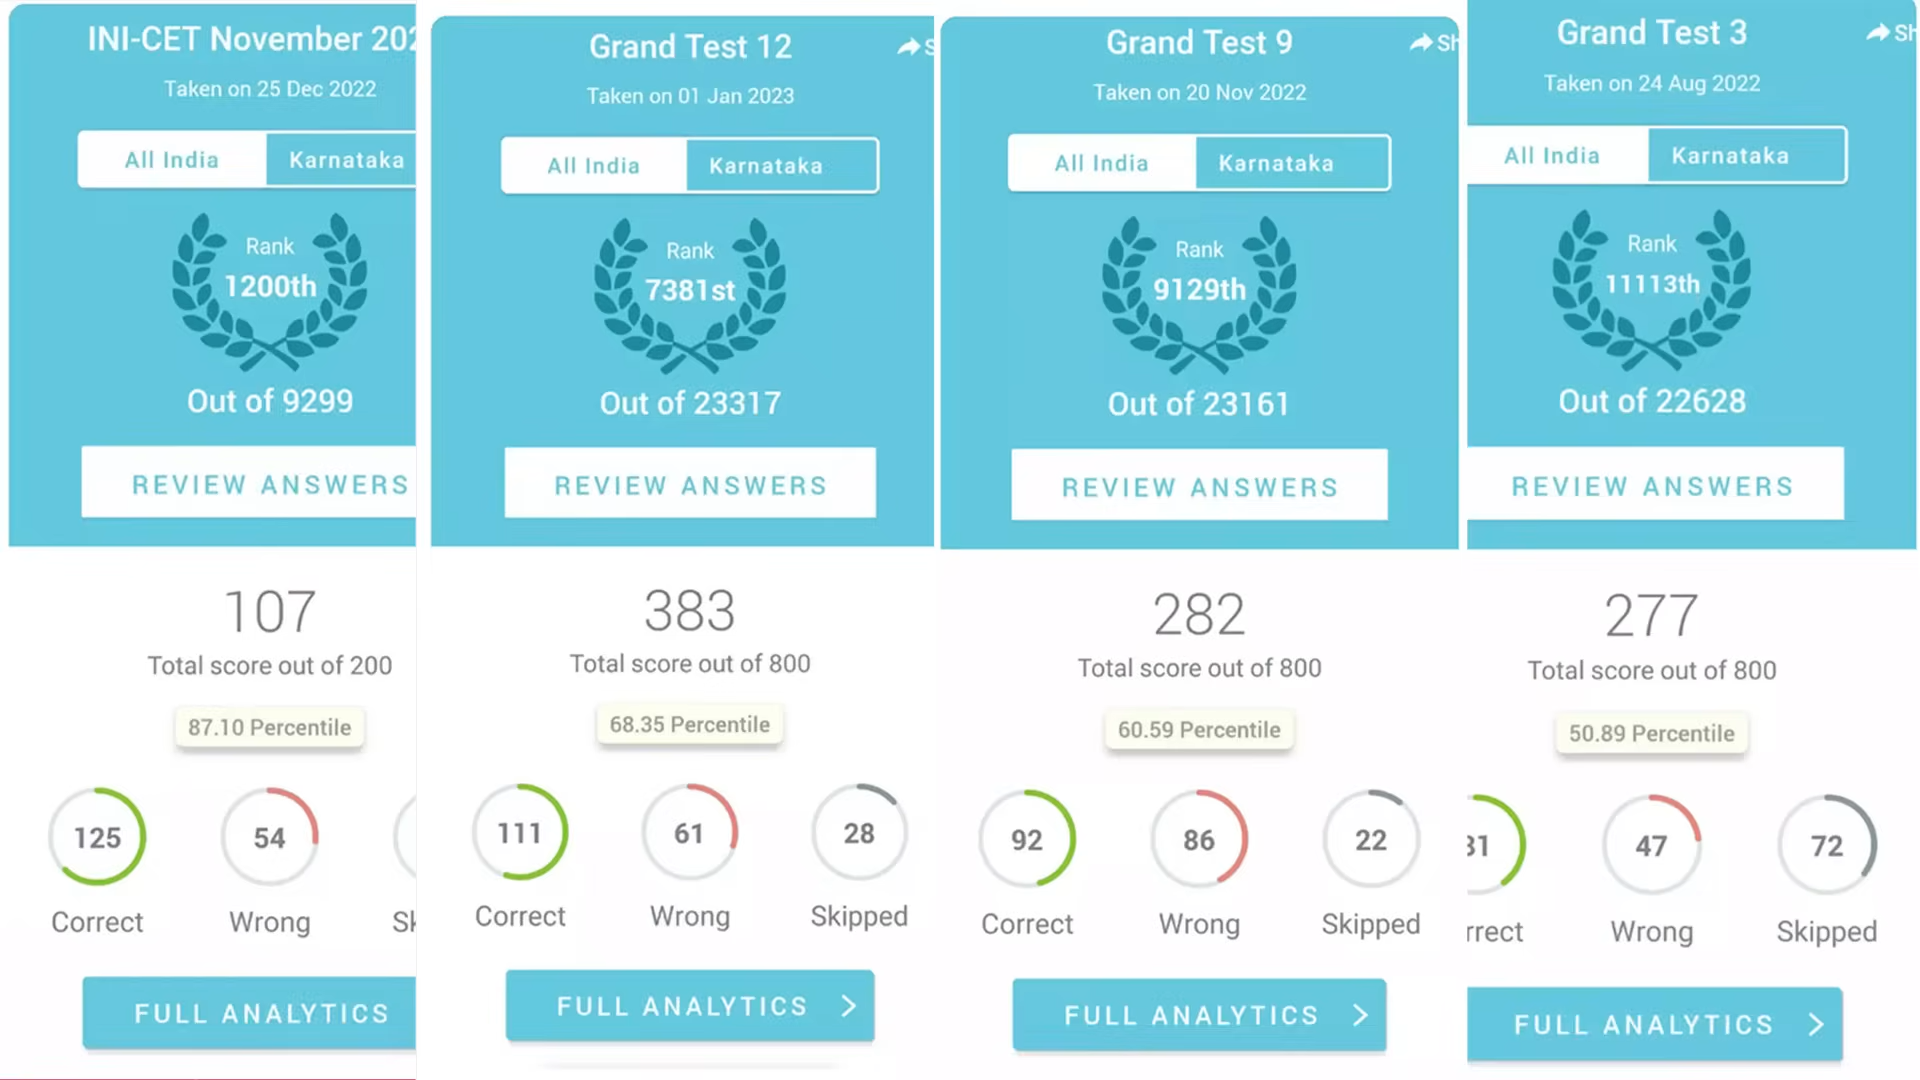 INI-CET November 202
Taken on 25 Dec 2022
All India
Karnataka
Rank
1200th
Out of 9299
REVIEW ANSWERS
107
Total score out of 200
87.10 Percentile
125
54
Correct
Wrong
Sk
FULL ANALYTICS
Grand Test 12
S
Taken on 01 Jan 2023
All India
Karnataka
Rank
7381st
Out of 23317
REVIEW ANSWERS
383
Total score out of 800
68.35 Percentile
111
61
28
Correct
Wrong
Skipped
FULL ANALYTICS
Grand Test 9
Sh
Taken on 20 Nov 2022
All India
Karnataka
Rank
9129th
Out of 23161
REVIEW ANSWERS
282
Total score out of 800
60.59 Percentile
92
86
22
Correct
Wrong
Skipped
FULL ANALYTICS
Grand Test 3
Sh
Taken on 24 Aug 2022
All India
Karnataka
Rank
11113th
Out of 22628
REVIEW ANSWERS
277
Total score out of 800
50.89 Percentile
31
47
72
rrect
Wrong
Skipped
FULL ANALYTICS